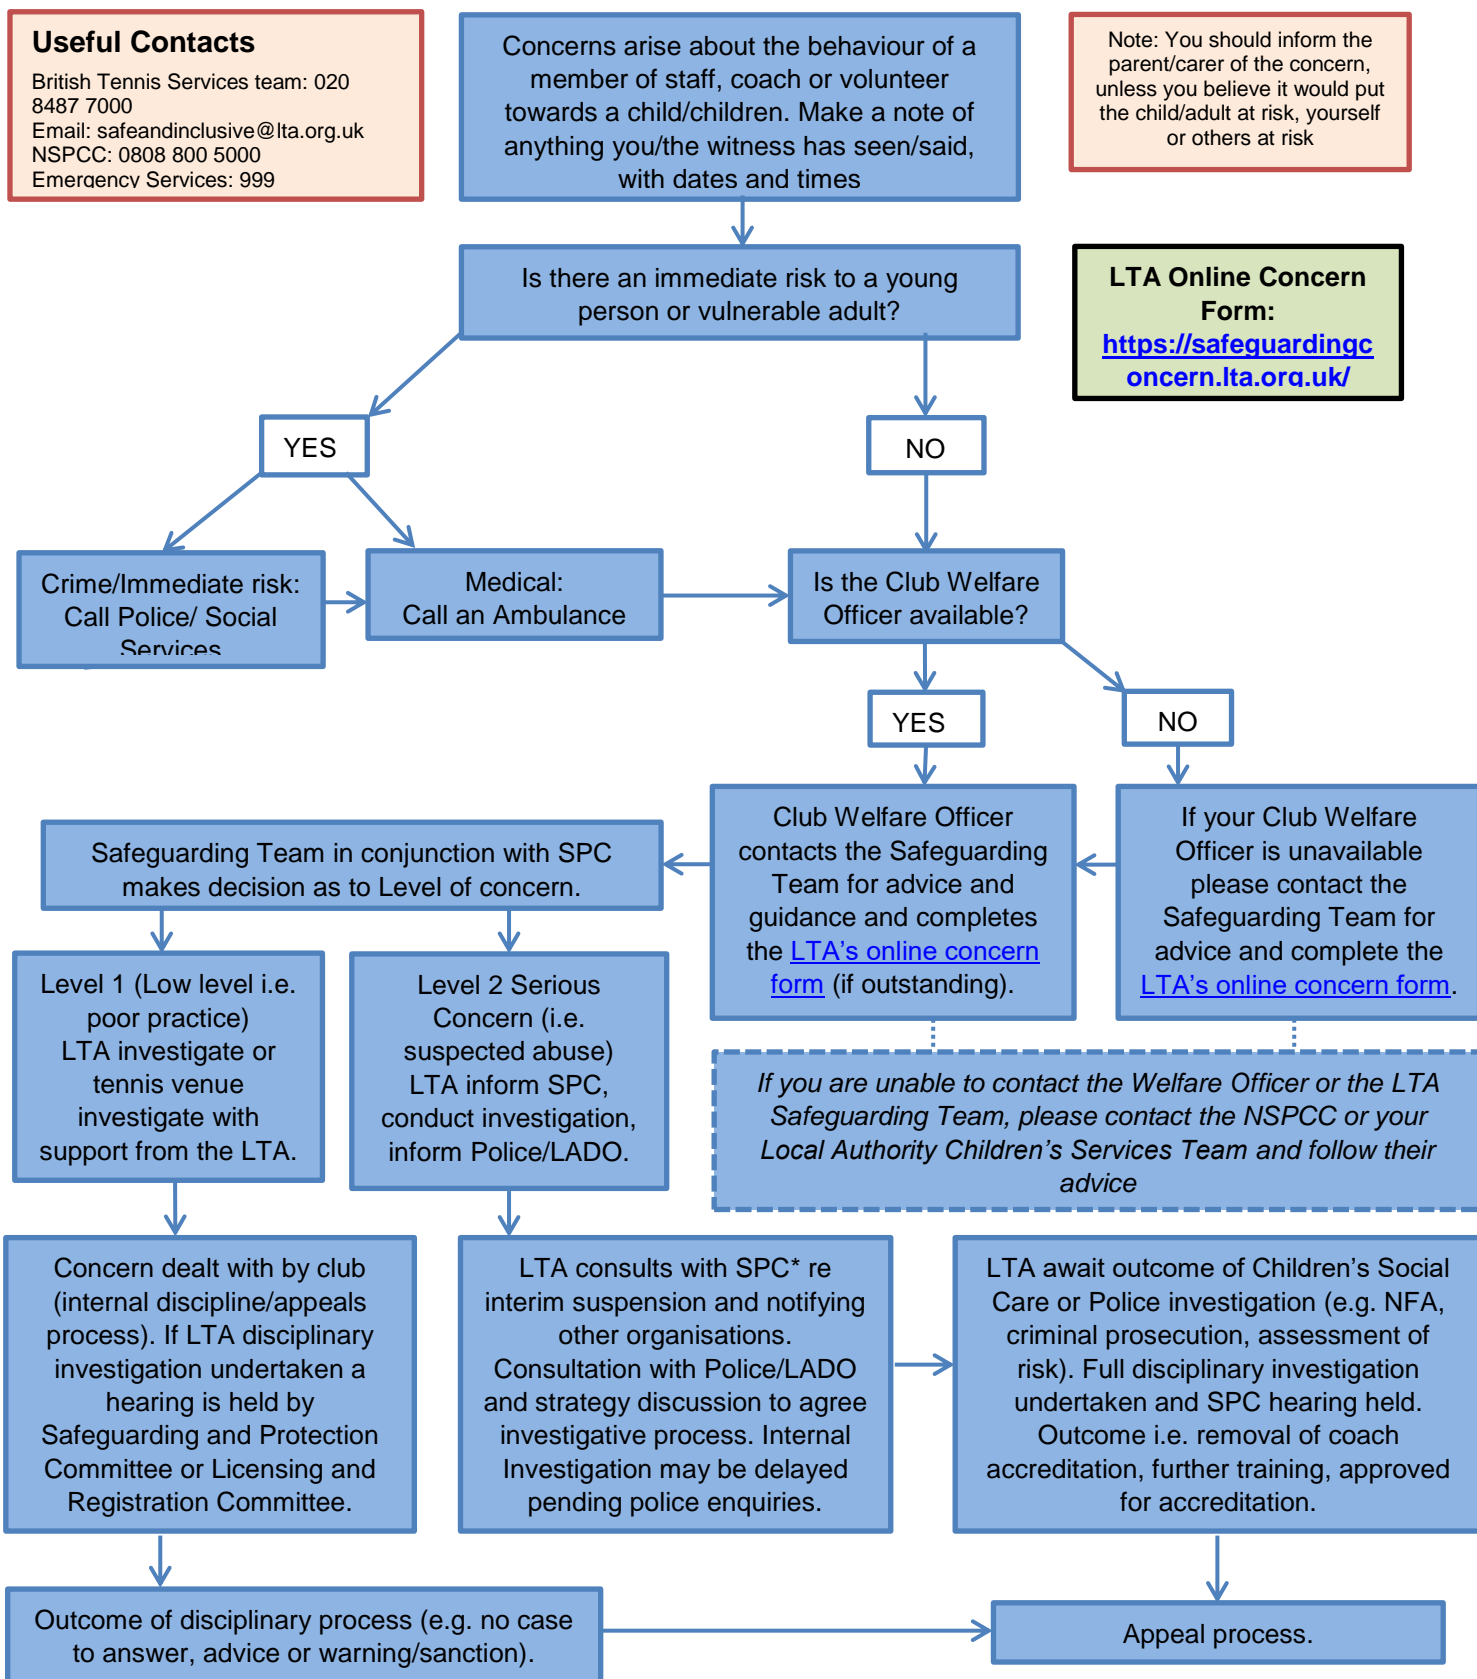 Useful Contacts
British Tennis Services team: 020
8487 7000
Email: safeandinclusive@lta.org.uk
NSPCC: 0808 800 5000
Emergency Services: 999
Concerns arise about the behaviour of a
member of staff, coach or volunteer
towards a child/children. Make a note of
anything you/the witness has seen/said,
with dates and times
Note: You should inform the
parent/carer of the concern,
unless you believe it would put
the child/adult at risk, yourself
or others at risk
Is there an immediate risk to a young
person or vulnerable adult?
LTA Online Concern
Form:
https://safeguardingc
oncern.lta.org.uk/
YES
NO
Crime/Immediate risk:
Call Police/ Social
Services
Medical:
Call an Ambulance
Is the Club Welfare
Officer available?
YES
NO
Safeguarding Team in conjunction with SPC
makes decision as to Level of concern.
Club Welfare Officer
contacts the Safeguarding
Team for advice and
guidance and completes
the LTA's online concern
form (if outstanding).
If your Club Welfare
Officer is unavailable
please contact the
Safeguarding Team for
advice and complete the
LTA's online concern form.
Level 1 (Low level i.e.
poor practice)
LTA investigate or
tennis venue
investigate with
support from the LTA.
Level 2 Serious
Concern (i.e.
suspected abuse)
LTA inform SPC,
conduct investigation,
inform Police/LADO.
If you are unable to contact the Welfare Officer or the LTA
Safeguarding Team, please contact the NSPCC or your
Local Authority Children's Services Team and follow their
advice
Concern dealt with by club
(internal discipline/appeals
process). If LTA disciplinary
investigation undertaken a
hearing is held by
Safeguarding and Protection
Committee or Licensing and
Registration Committee.
LTA consults with SPC* re
interim suspension and notifying
other organisations.
Consultation with Police/LADO
and strategy discussion to agree
investigative process. Internal
Investigation may be delayed
pending police enquiries.
LTA await outcome of Children's Social
Care or Police investigation (e.g. NFA,
criminal prosecution, assessment of
risk). Full disciplinary investigation
undertaken and SPC hearing held.
Outcome i.e. removal of coach
accreditation, further training, approved
for accreditation.
Outcome of disciplinary process (e.g. no case
to answer, advice or warning/sanction).
Appeal process.